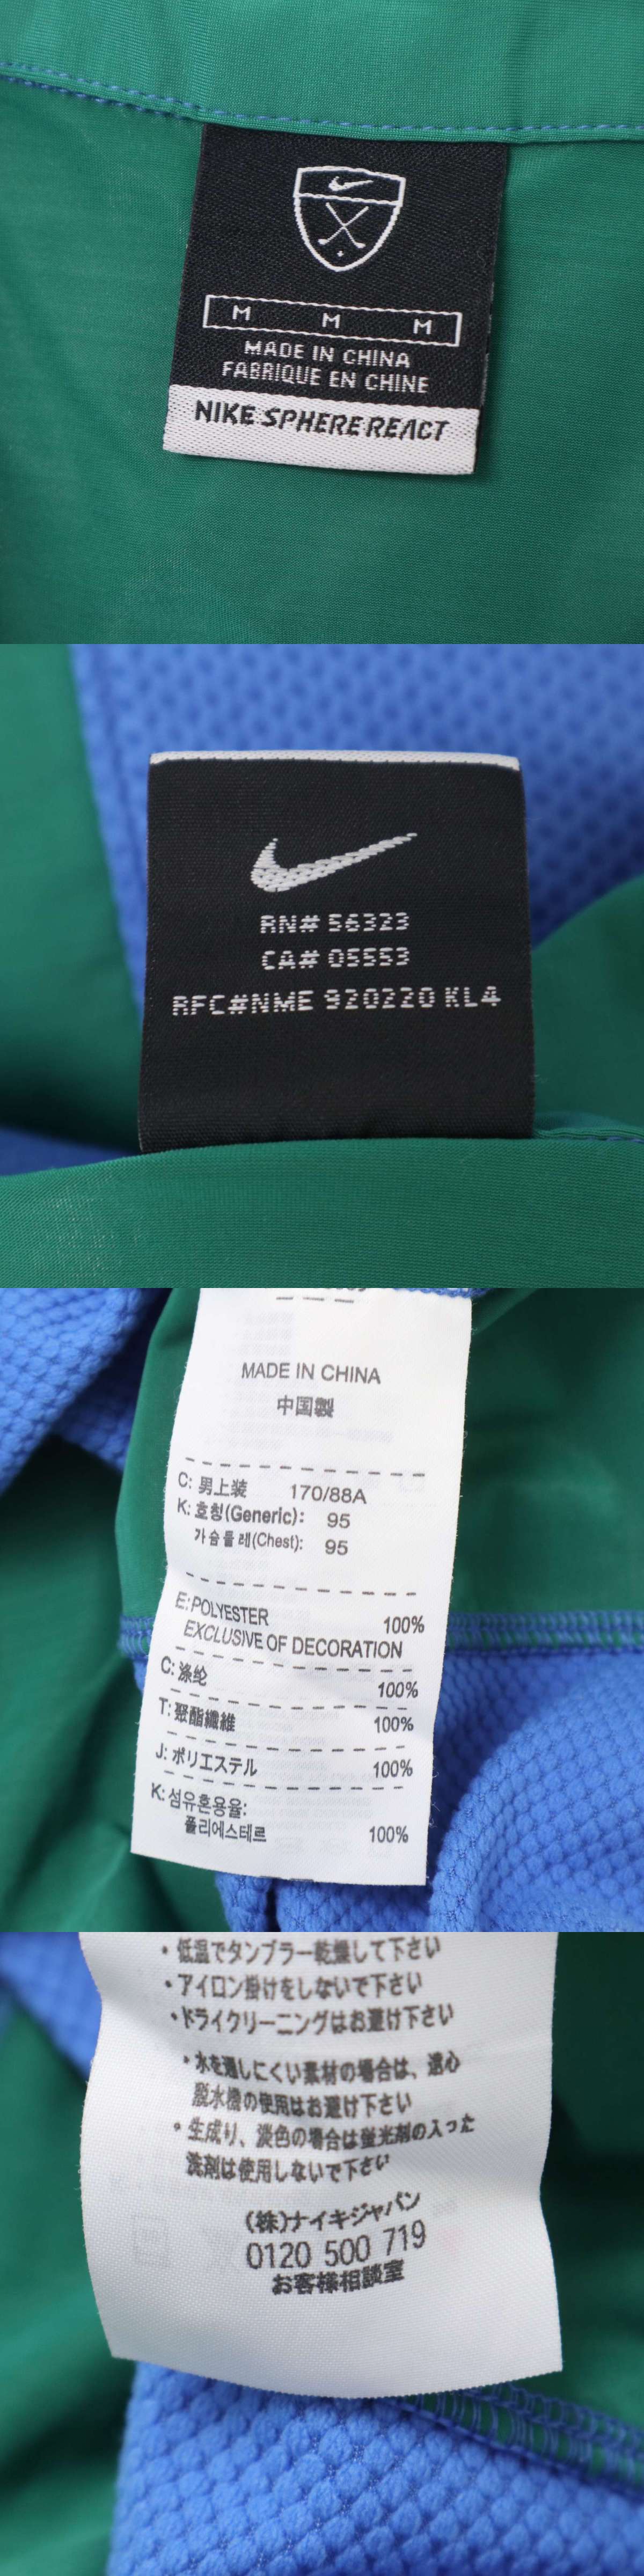 M M M
MADE IN CHINA
FABRIQUE EN CHINE
NIKE SPHERE REACT
RN# 56323
CA# 05553
RFC#NME 920220 KL4
MADE IN CHINA
中国製
C: 男上装 170/88A
K: 호칭(Generic): 95
가슴둘레(Chest): 95
E: POLYESTER 100%
EXCLUSIVE OF DECORATION
C: 涤纶 100%
T: 聚酯纖維 100%
J: ポリエステル 100%
K: 섬유혼용율:
폴리에스테르 100%
・低温でタンブラー乾燥して下さい
・アイロン掛けをしないで下さい
・ドライクリーニングはお避け下さい
・水を通しにくい素材の場合は、遠心
脱水機の使用はお避け下さい
・生成り、淡色の場合は蛍光剤の入った
洗剤は使用しないで下さい
(株)ナイキジャパン
0120 500 719
お客様相談室